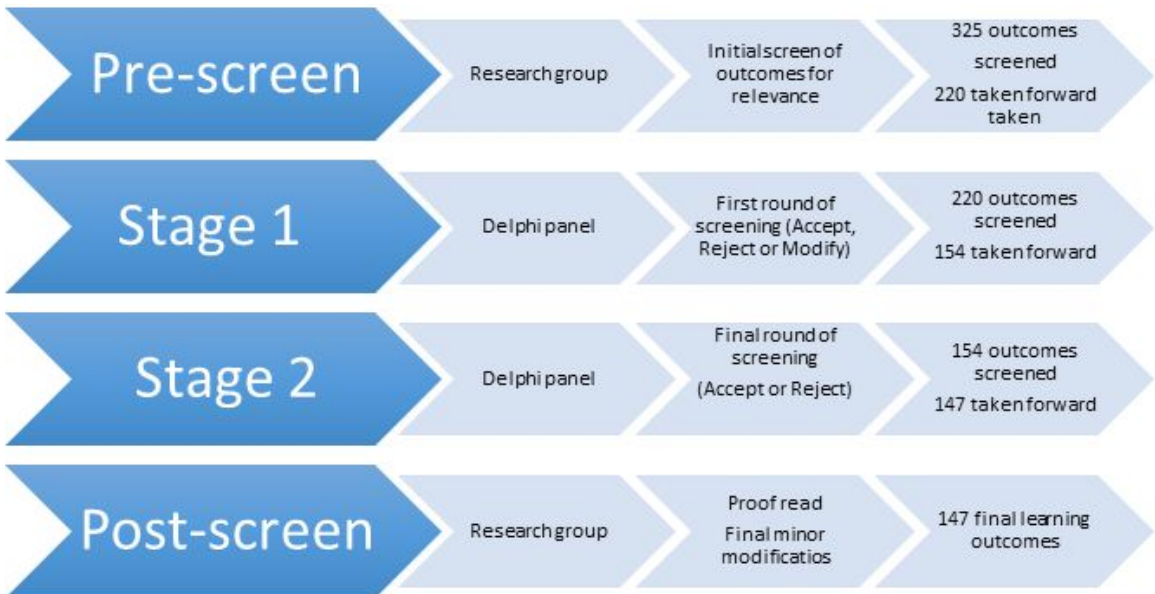 Pre-screen
Research group
Initial screen of
outcomes for
relevance
325 outcomes
screened
220 taken forward
taken
Stage 1
Delphi panel
First round of
screening (Accept,
Reject or Modify)
220 outcomes
screened
154 taken forward
Stage 2
Delphi panel
Final round of
screening
(Accept or Reject)
154 outcomes
screened
147 taken forward
Post-screen
Research group
Proof read
Final minor
modificatios
147 final learning
outcomes